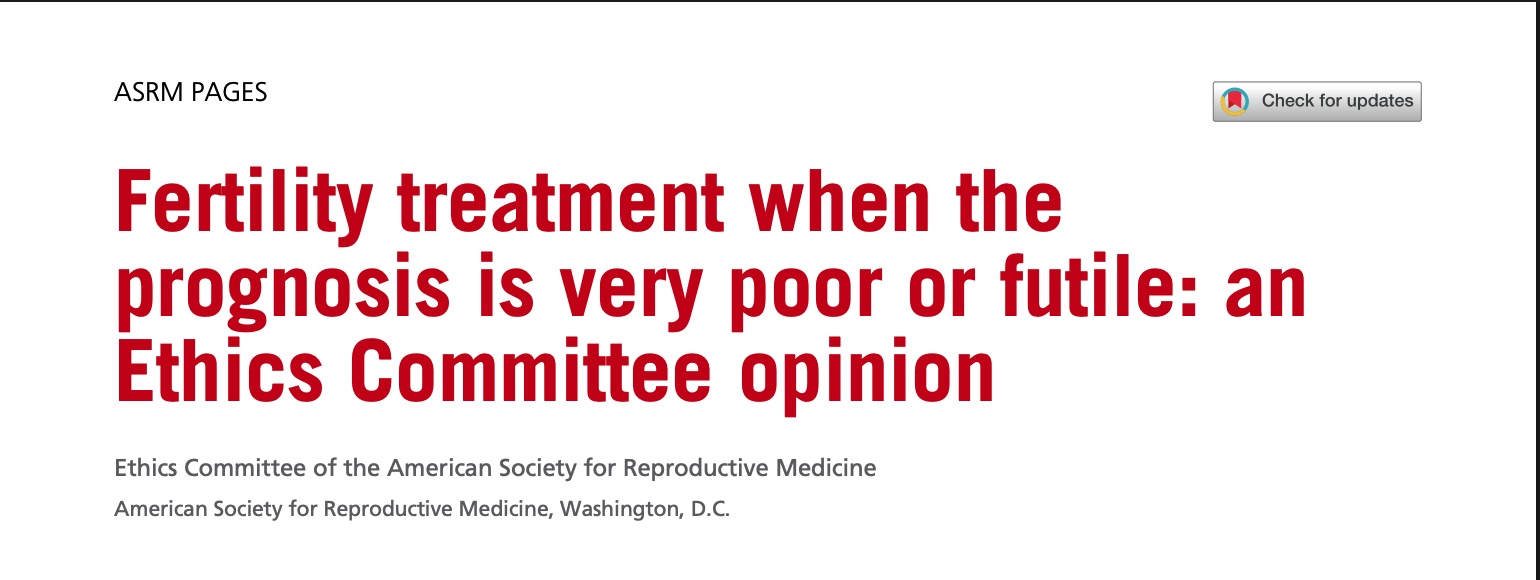 ASRM PAGES
Check for updates
Fertility treatment when the
prognosis is very poor or futile: an
Ethics Committee opinion
Ethics Committee of the American Society for Reproductive Medicine
American Society for Reproductive Medicine, Washington, D.C.